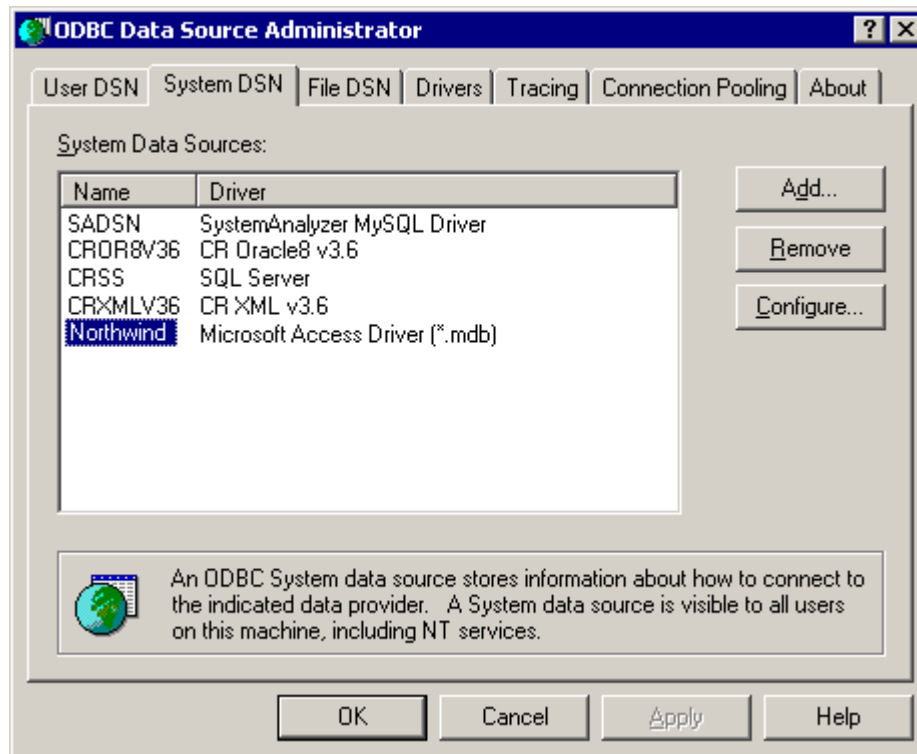 ODBC Data Source Administrator
User DSN System DSN File DSN Drivers Tracing Connection Pooling About
System Data Sources:
Name Driver
SADSN SystemAnalyzer MySQL Driver
CROR8V36 CR Oracle8 v3.6
CRSS SQL Server
CRXMLV36 CR XML v3.6
Northwind Microsoft Access Driver (*.mdb)
Add...
Remove
Configure...
An ODBC System data source stores information about how to connect to
the indicated data provider. A System data source is visible to all users
on this machine, including NT services.
OK Cancel Apply Help